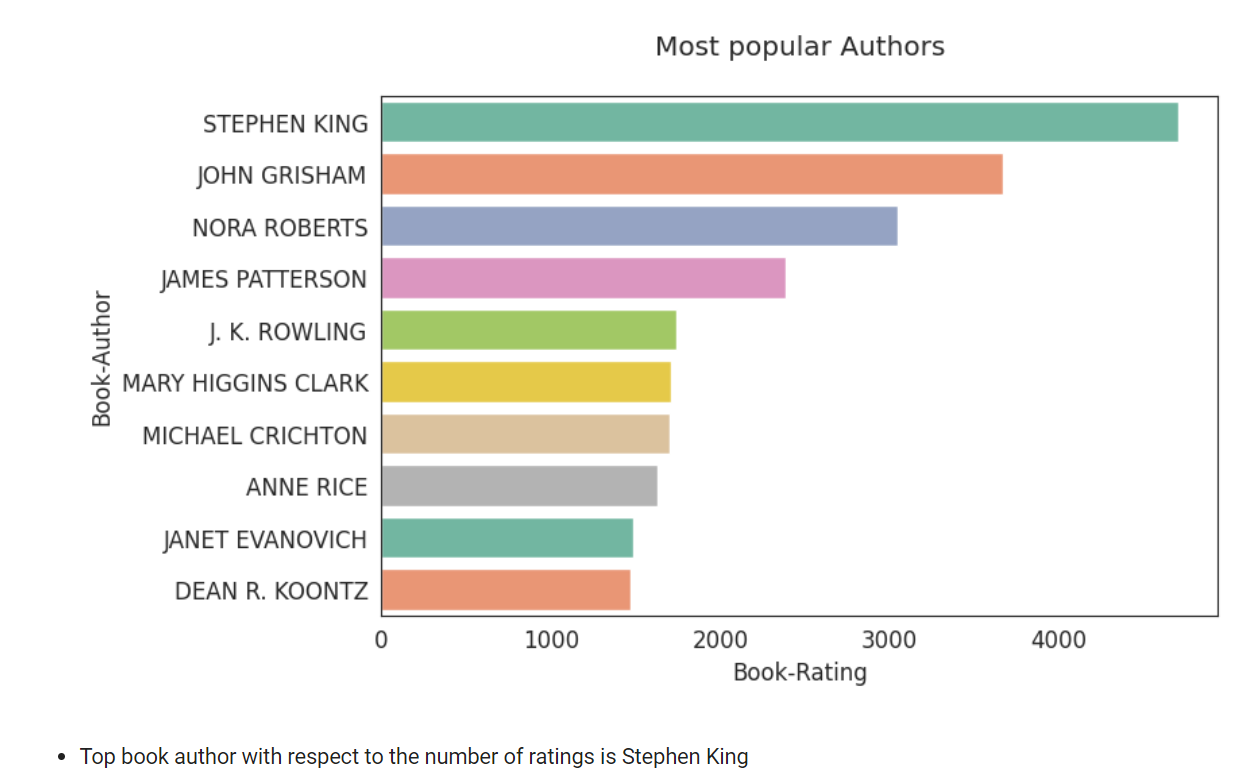 Most popular Authors
STEPHEN KING
JOHN GRISHAM
NORA ROBERTS
JAMES PATTERSON
J. K. ROWLING
MARY HIGGINS CLARK
MICHAEL CRICHTON
ANNE RICE
JANET EVANOVICH
DEAN R. KOONTZ
Book-Author
0 1000 2000 3000 4000
Book-Rating
• Top book author with respect to the number of ratings is Stephen King